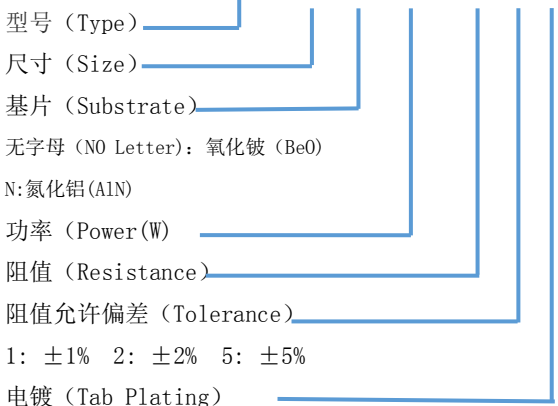 型号（Type）
尺寸（Size）
基片（Substrate）
无字母（NO Letter）：氧化铍（BeO）
N:氮化铝(AlN)
功率（Power(W)
阻值（Resistance）
阻值允许偏差（Tolerance）
1: ±1%  2: ±2%  5: ±5%
电镀（Tab Plating）